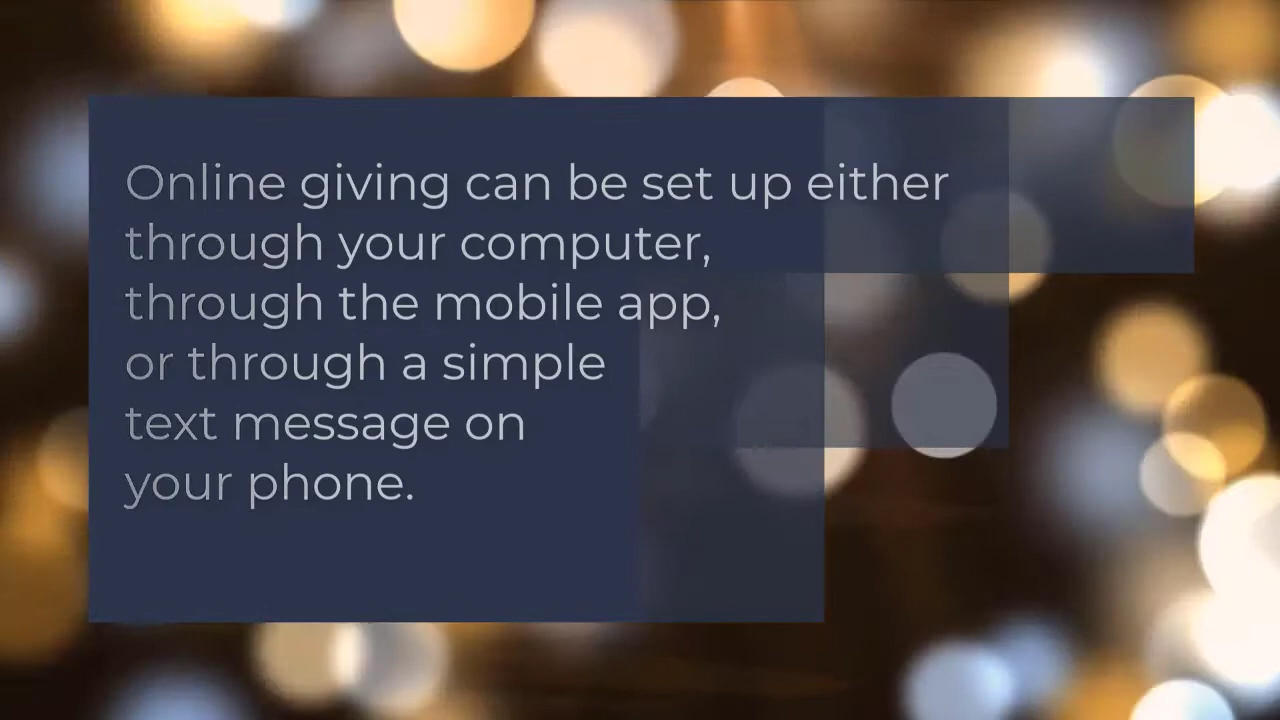 Online giving can be set up either
through your computer,
through the mobile app,
or through a simple
text message on
your phone.